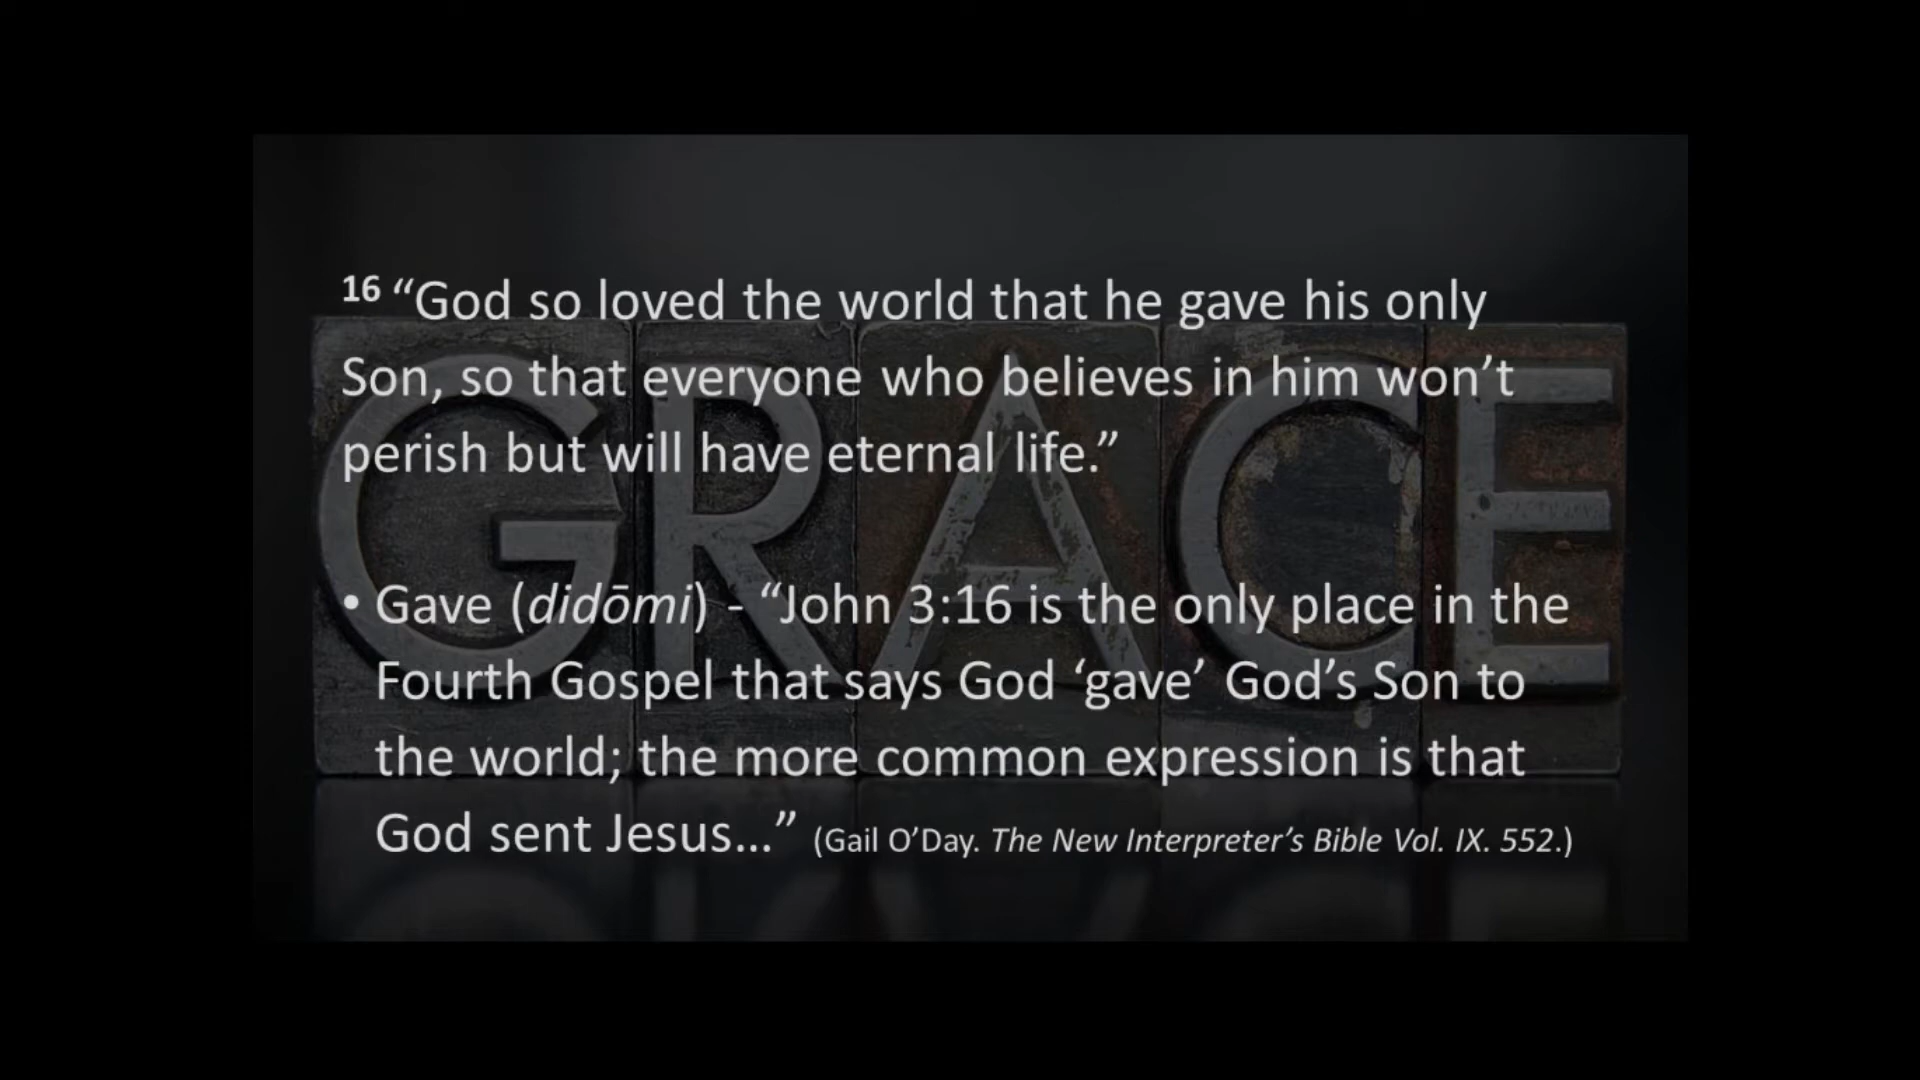 16 “God so loved the world that he gave his only
Son, so that everyone who believes in him won’t
perish but will have eternal life.”
GRACE
• Gave (didōmi) - “John 3:16 is the only place in the
Fourth Gospel that says God ‘gave’ God’s Son to
the world; the more common expression is that
God sent Jesus...” (Gail O’Day. The New Interpreter’s Bible Vol. IX. 552.)